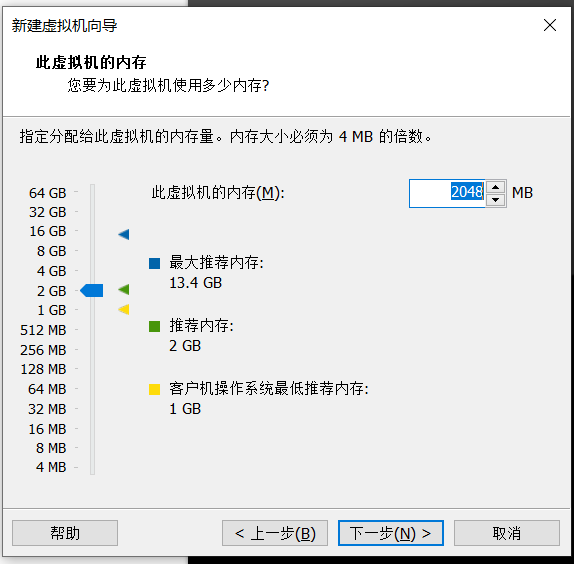 新建虚拟机向导
此虚拟机的内存
您要为此虚拟机使用多少内存?
指定分配给此虚拟机的内存量。内存大小必须为 4 MB 的倍数。
64 GB
32 GB
16 GB
8 GB
4 GB
2 GB
1 GB
512 MB
256 MB
128 MB
64 MB
32 MB
16 MB
8 MB
4 MB
此虚拟机的内存(M): 2048 MB
最大推荐内存:
13.4 GB
推荐内存:
2 GB
客户机操作系统最低推荐内存:
1 GB
帮助 < 上一步(B) 下一步(N) > 取消